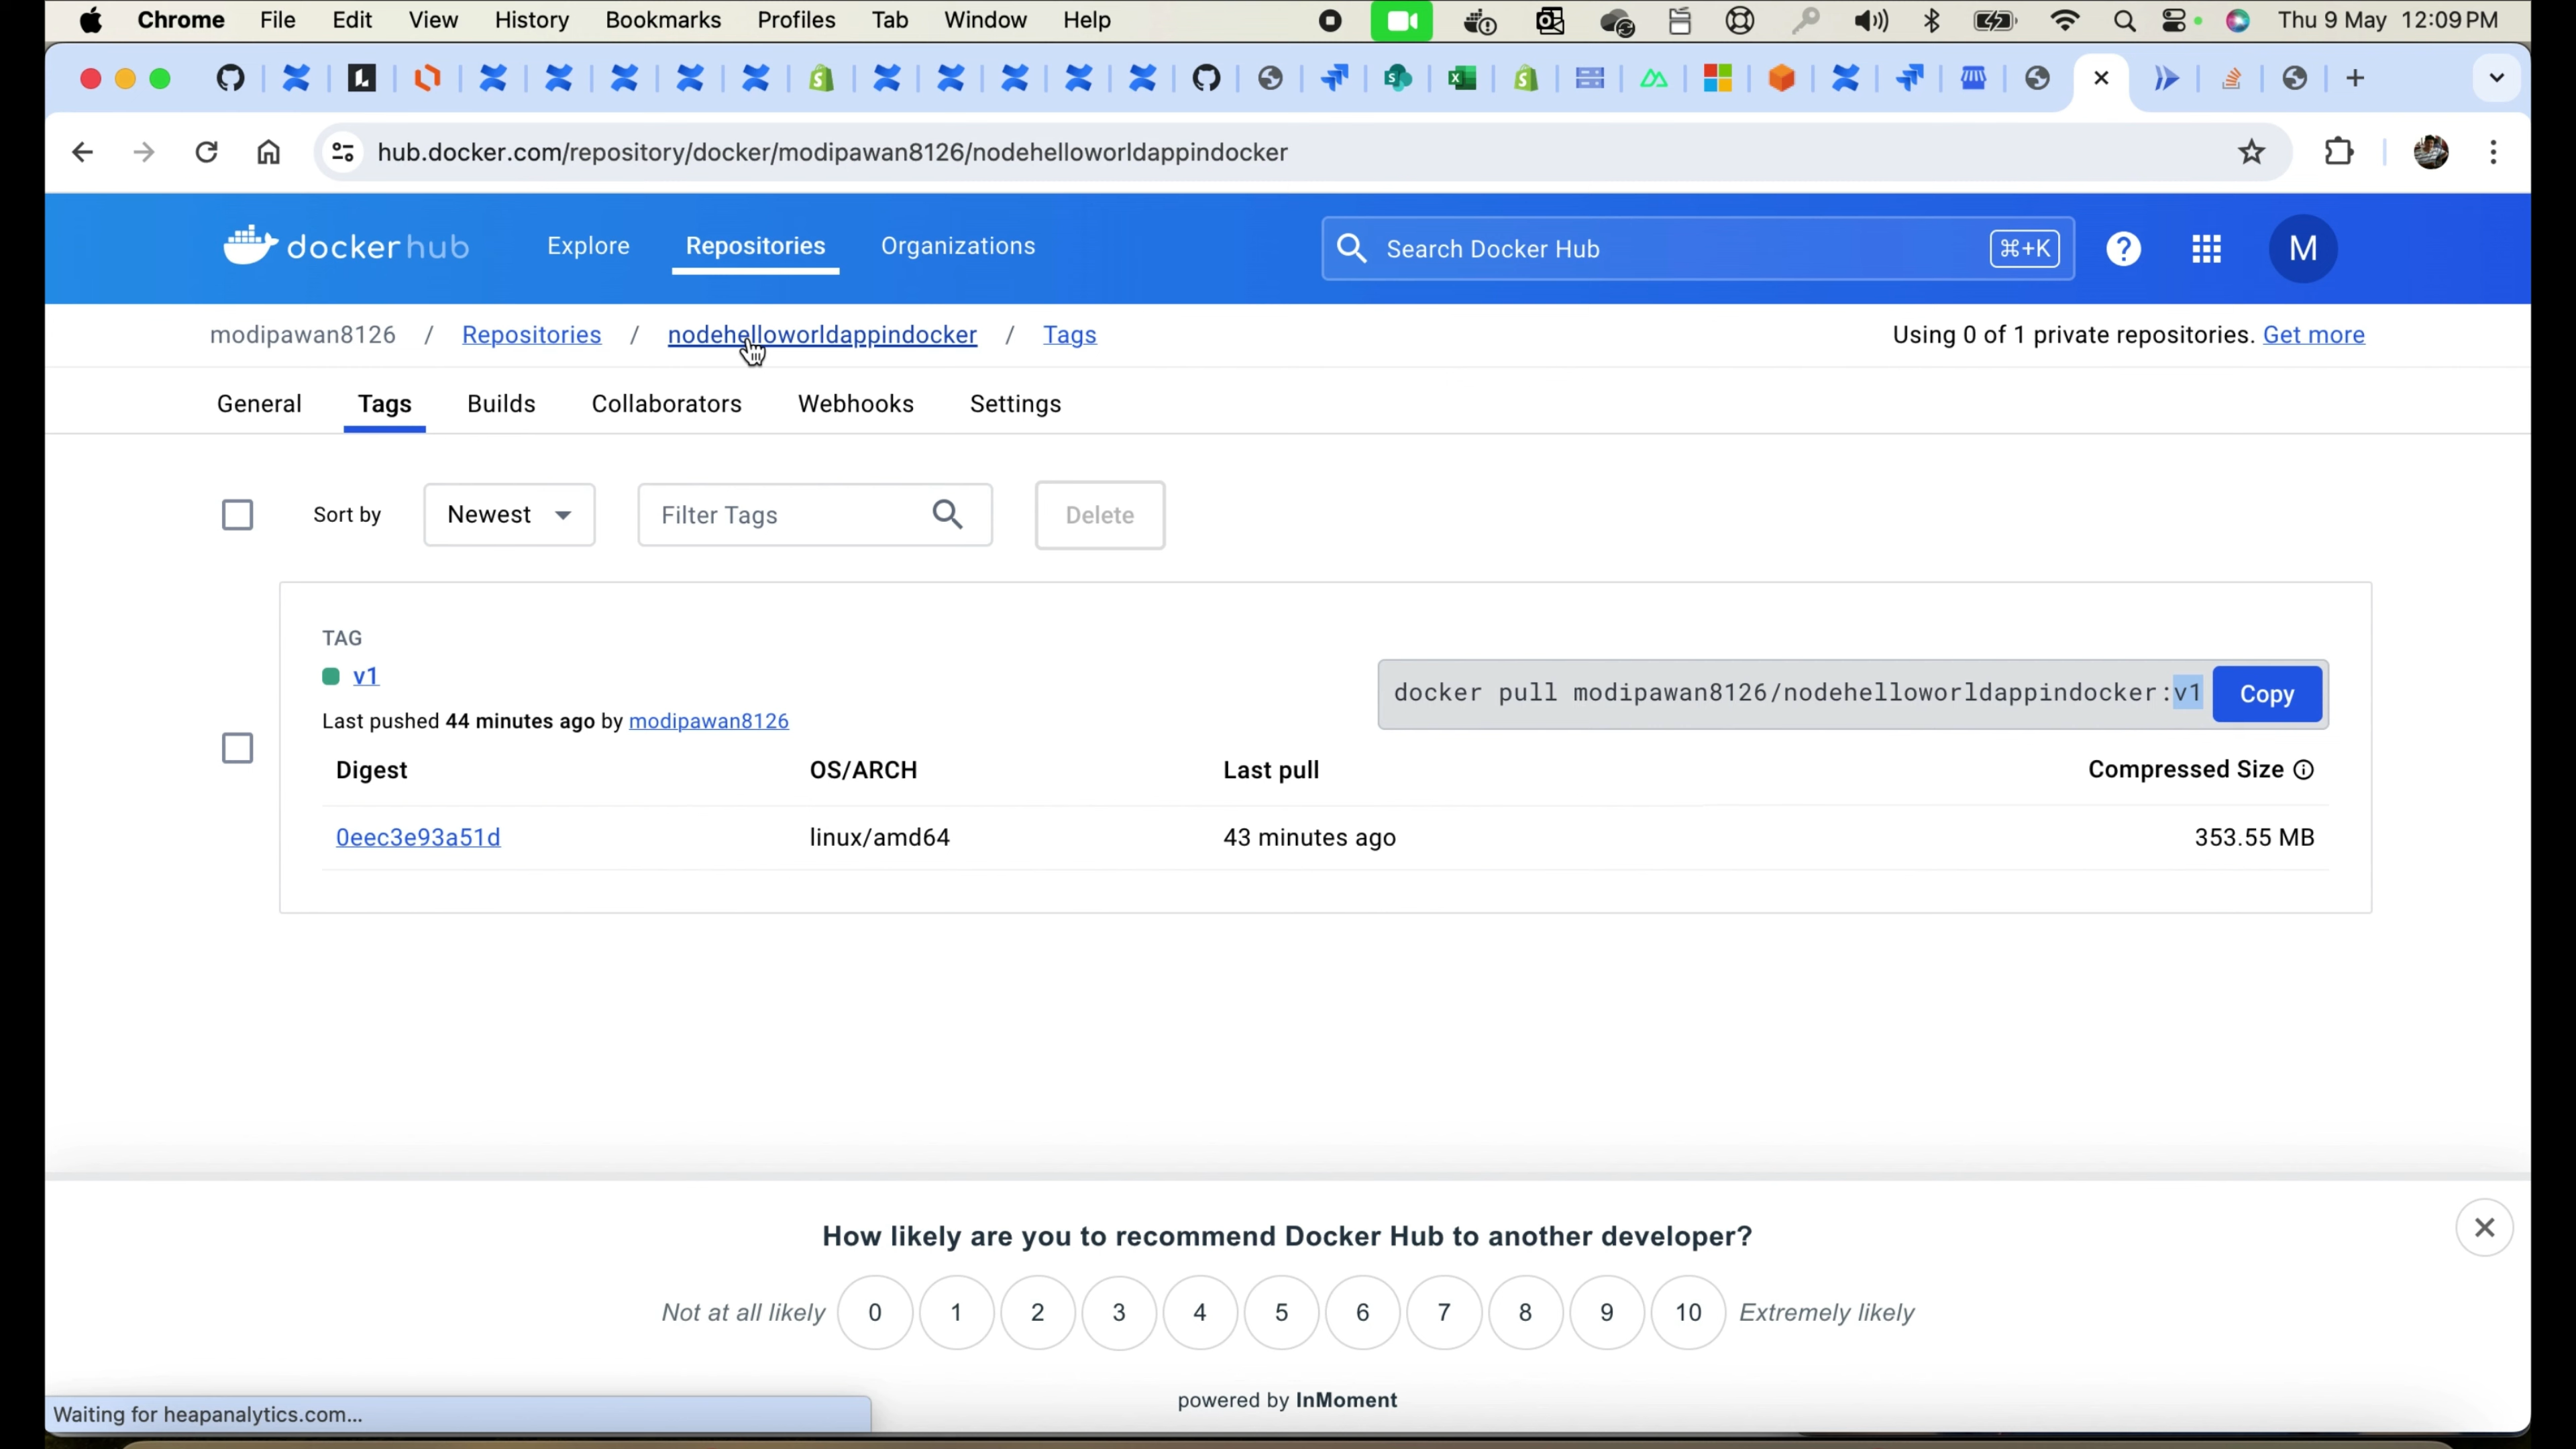 Chrome File Edit View History Bookmarks Profiles Tab Window Help Thu 9 May 12:09 PM
hub.docker.com/repository/docker/modipawan8126/nodehelloworldappindocker
dockerhub Explore Repositories Organizations Search Docker Hub ⌘+K ? M
modipawan8126 / Repositories / nodehelloworldappindocker / Tags Using 0 of 1 private repositories. Get more
General Tags Builds Collaborators Webhooks Settings
Sort by Newest Filter Tags Delete
TAG
v1
docker pull modipawan8126/nodehelloworldappindocker:v1 Copy
Last pushed 44 minutes ago by modipawan8126
Digest OS/ARCH Last pull Compressed Size
0eec3e93a51d linux/amd64 43 minutes ago 353.55 MB
How likely are you to recommend Docker Hub to another developer?
Not at all likely 0 1 2 3 4 5 6 7 8 9 10 Extremely likely
powered by InMoment
Waiting for heapanalytics.com...